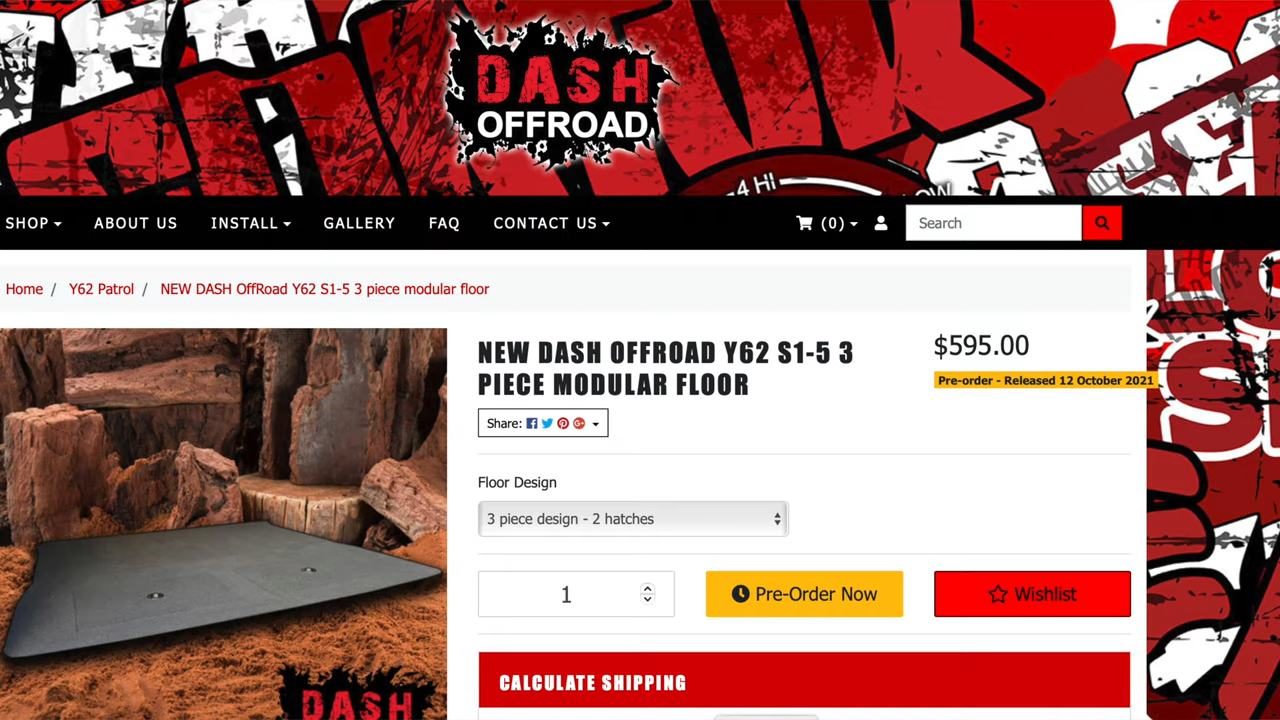 DASH
OFFROAD
4 HI
LOW
SHOP
ABOUT US
INSTALL
GALLERY
FAQ
CONTACT US
(0)
Search
Home / Y62 Patrol / NEW DASH OffRoad Y62 S1-5 3 piece modular floor
NEW DASH OFFROAD Y62 S1-5 3
PIECE MODULAR FLOOR
$595.00
Pre-order - Released 12 October 2021
Share:
Floor Design
3 piece design - 2 hatches
1
Pre-Order Now
Wishlist
CALCULATE SHIPPING
DASH